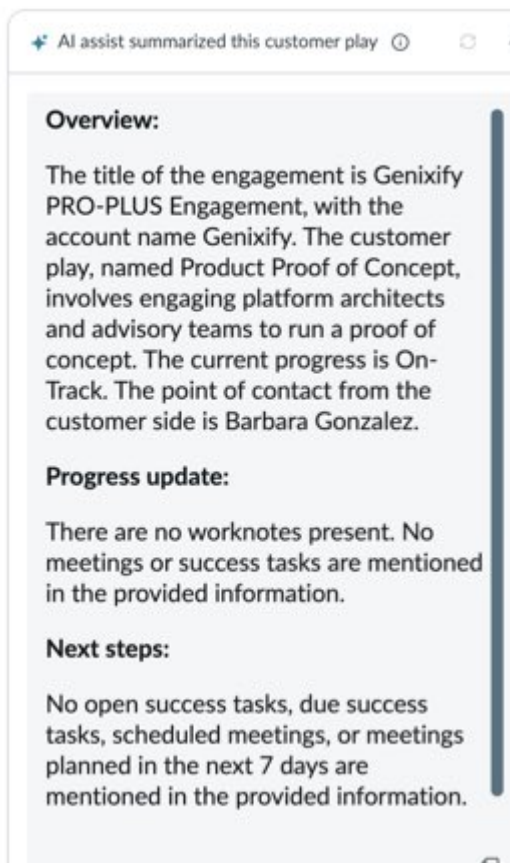 AI assist summarized this customer play
Overview:
The title of the engagement is Genixify
PRO-PLUS Engagement, with the
account name Genixify. The customer
play, named Product Proof of Concept,
involves engaging platform architects
and advisory teams to run a proof of
concept. The current progress is On-
Track. The point of contact from the
customer side is Barbara Gonzalez.
Progress update:
There are no worknotes present. No
meetings or success tasks are mentioned
in the provided information.
Next steps:
No open success tasks, due success
tasks, scheduled meetings, or meetings
planned in the next 7 days are
mentioned in the provided information.